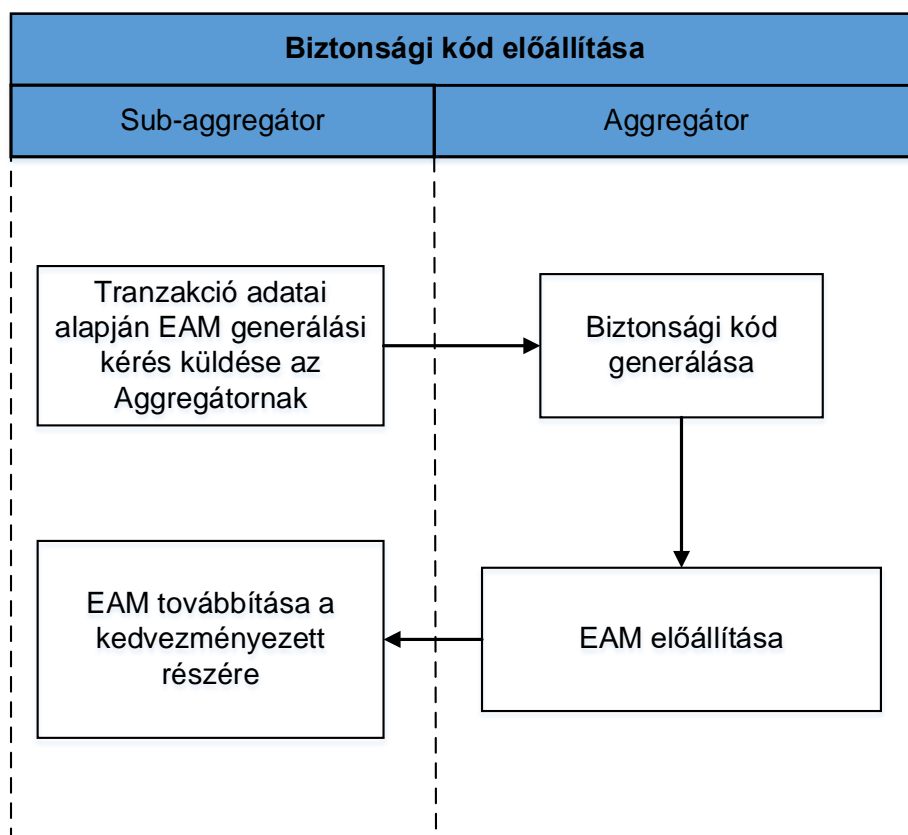 Biztonsági kód előállítása
Sub-aggregátor
Aggregátor
Tranzakció adatai
alapján EAM generálási
kérés küldése az
Aggregátornak
Biztonsági kód
generálása
EAM továbbítása a
kedvezményezett
részére
EAM előállítása